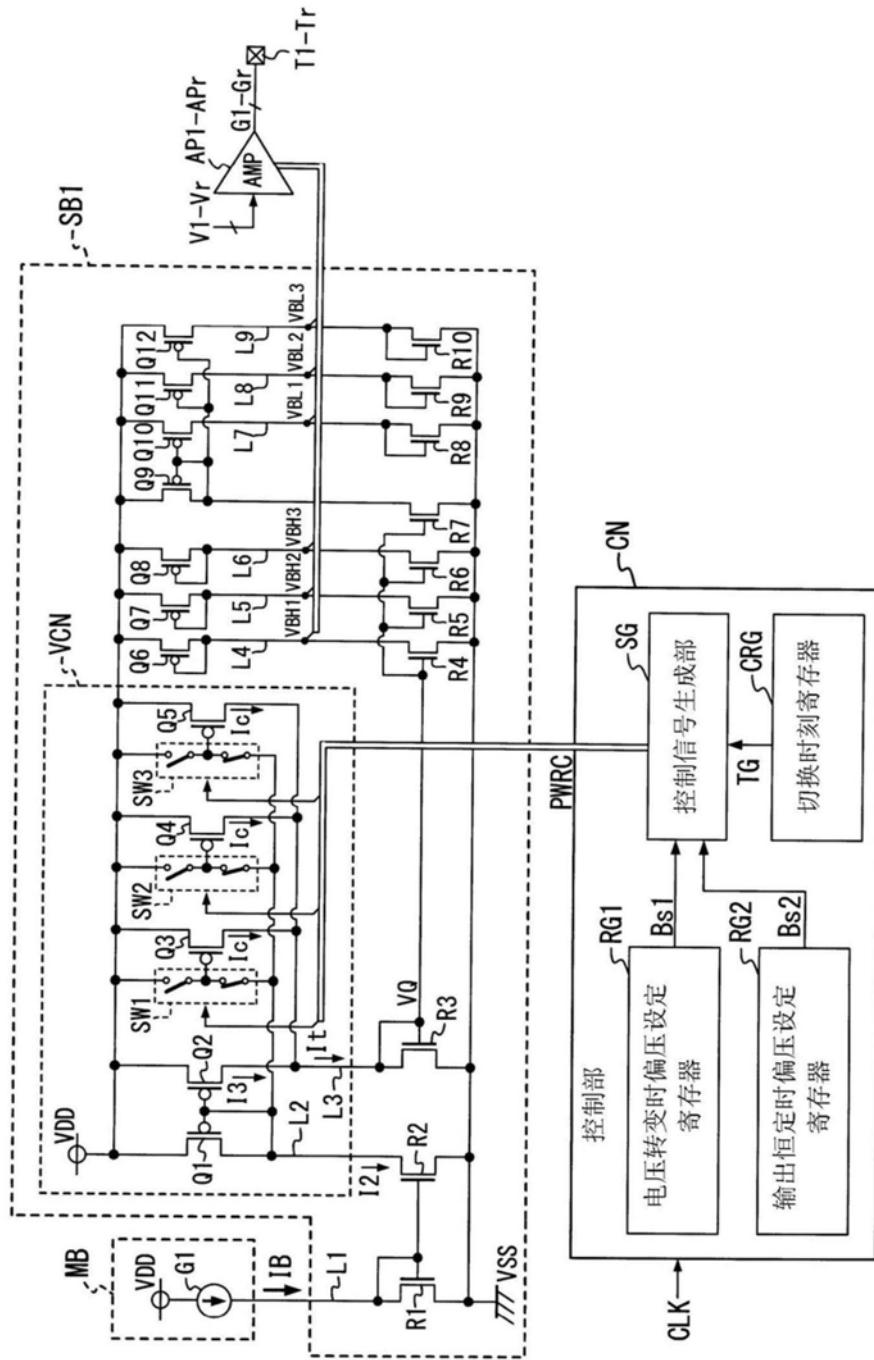 MB
VDD
G1
IB
L1
R1
VSS
VDD
VCN
SB1
Q1
Q2
I3
L2
I2
R2
SW1
Q3
Ic
SW2
Q4
Ic
SW3
Q5
Ic
It
L3
VQ
R3
Q6
Q7
Q8
Q9
Q10
Q11
Q12
L4
L5
L6
L7
L8
L9
VBH1
VBH2
VBH3
VBL1
VBL2
VBL3
R4
R5
R6
R7
R8
R9
R10
V1-Vr
AP1-APr
AMP
G1-Gr
T1-Tr
CLK
PWRC
CN
控制部
RG1
电压转变时偏压设定
寄存器
Bs1
RG2
输出恒定时偏压设定
寄存器
Bs2
SG
控制信号生成部
TG
CRG
切换时刻寄存器